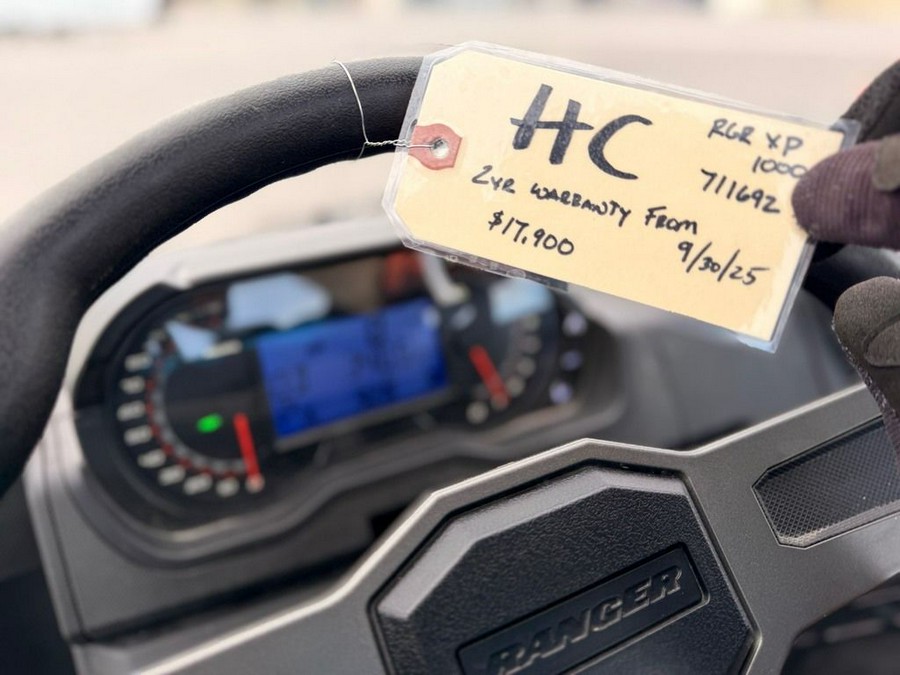 HC
RGR XP
1000
711692
2YR WARRANTY FROM
9/30/25
$17,900
RANGER